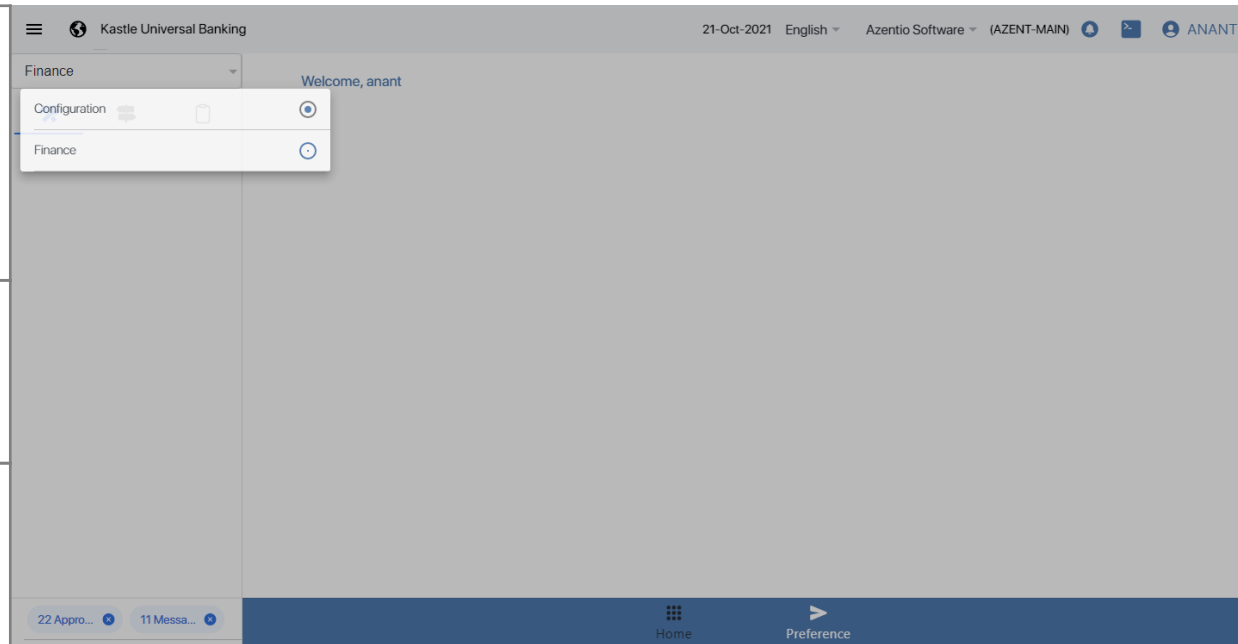 Kastle Universal Banking 21-Oct-2021 English Azentio Software (AZENT-MAIN) ANANT
Finance
Welcome, anant
Configuration
Finance
22 Appro... 11 Messa...
Home Preference